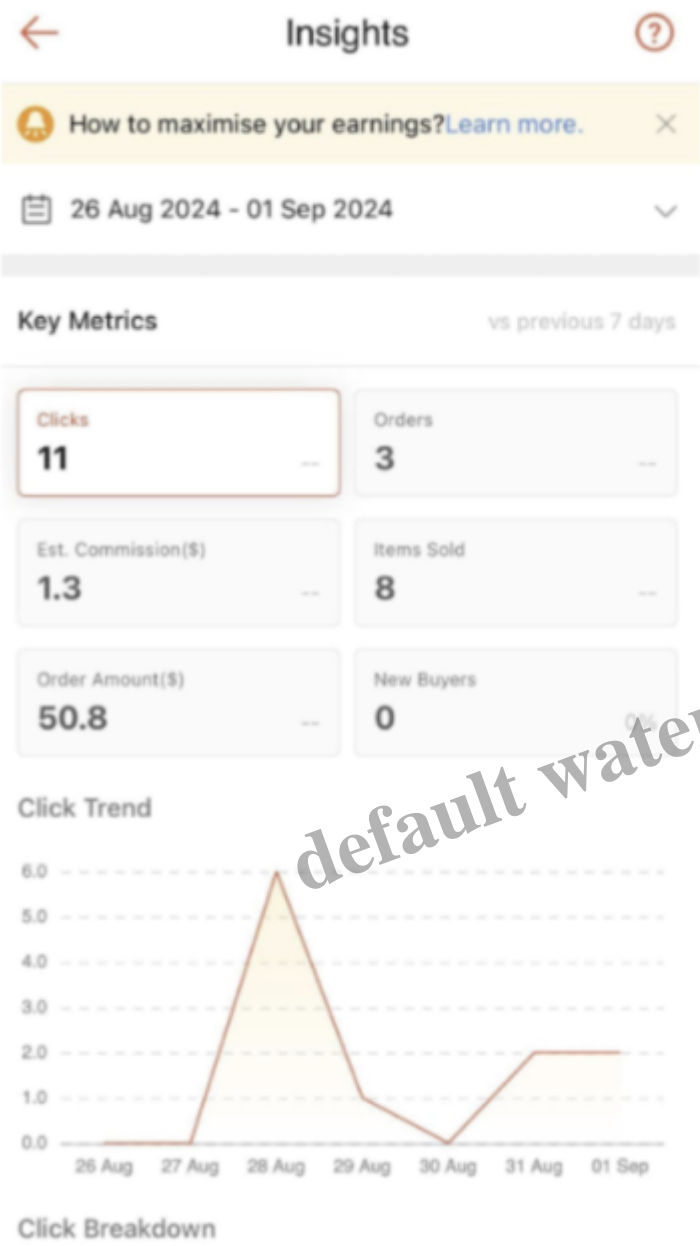 Insights
How to maximise your earnings?Learn more.
26 Aug 2024 - 01 Sep 2024
Key Metrics vs previous 7 days
Clicks Orders
11 -- 3 --
Est. Commission($) Items Sold
1.3 -- 8 --
Order Amount($) New Buyers
50.8 -- 0 0%
default water
Click Trend
6.0
5.0
4.0
3.0
2.0
1.0
0.0
26 Aug 27 Aug 28 Aug 29 Aug 30 Aug 31 Aug 01 Sep
Click Breakdown